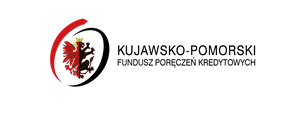 KUJAWSKO-POMORSKI
FUNDUSZ PORĘCZEŃ KREDYTOWYCH